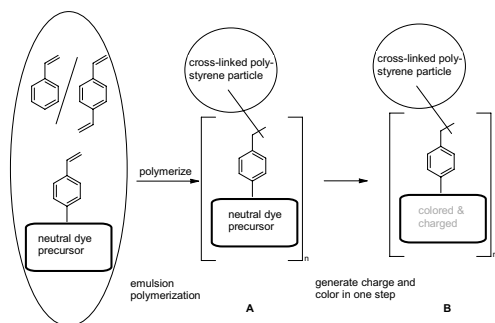 neutral dye
precursor
polymerize
emulsion
polymerization
cross-linked poly-
styrene particle
neutral dye
precursor
n
A
generate charge and
color in one step
cross-linked poly-
styrene particle
colored &
charged
n
B